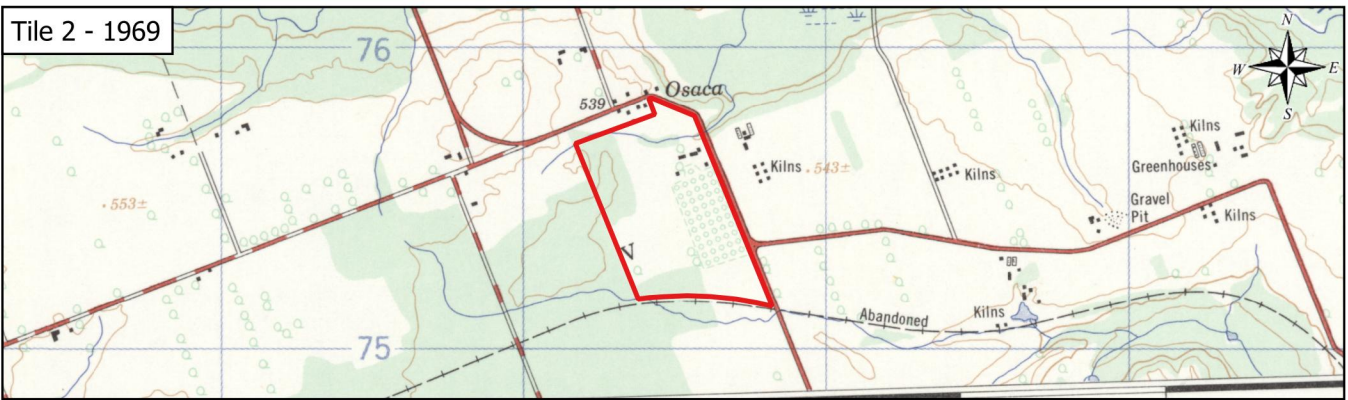 Tile 2 - 1969
76
N
W E
S
Osaca
539
Kilns
Kilns
543±
Greenhouses
Kilns
553±
Gravel
Pit
Kilns
V
Kilns
Abandoned
75